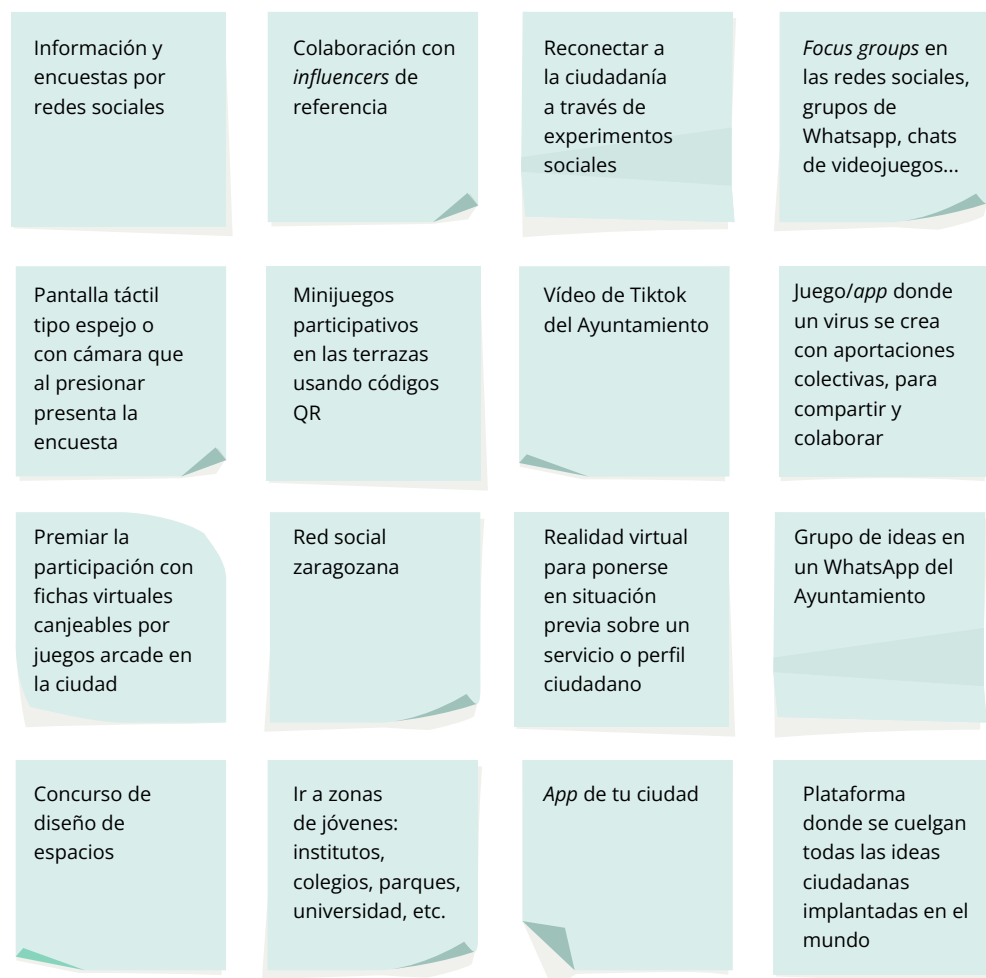 Información y
encuestas por
redes sociales
Colaboración con
influencers de
referencia
Reconectar a
la ciudadanía
a través de
experimentos
sociales
Focus groups en
las redes sociales,
grupos de
Whatsapp, chats
de videojuegos...
Pantalla táctil
tipo espejo o
con cámara que
al presionar
presenta la
encuesta
Minijuegos
participativos
en las terrazas
usando códigos
QR
Vídeo de Tiktok
del Ayuntamiento
Juego/app donde
un virus se crea
con aportaciones
colectivas, para
compartir y
colaborar
Premiar la
participación con
fichas virtuales
canjeables por
juegos arcade en
la ciudad
Red social
zaragozana
Realidad virtual
para ponerse
en situación
previa sobre un
servicio o perfil
ciudadano
Grupo de ideas en
un WhatsApp del
Ayuntamiento
Concurso de
diseño de
espacios
Ir a zonas
de jóvenes:
institutos,
colegios, parques,
universidad, etc.
App de tu ciudad
Plataforma
donde se cuelgan
todas las ideas
ciudadanas
implantadas en el
mundo